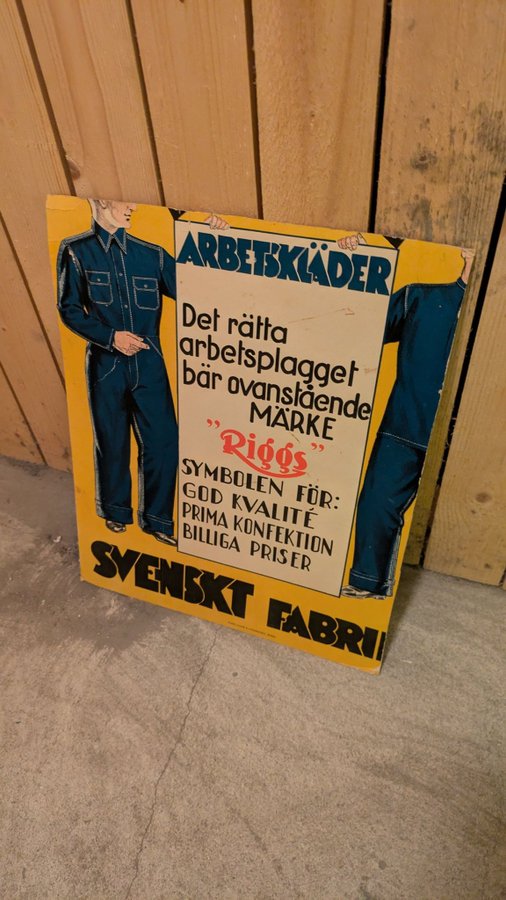 ARBETSKLÄDER
Det rätta
arbetsplagget
bär ovanstående
MÄRKE
"Riggs"
SYMBOLEN FÖR:
GOD KVALITÉ
PRIMA KONFEKTION
BILLIGA PRISER
SVENSKT FABRI